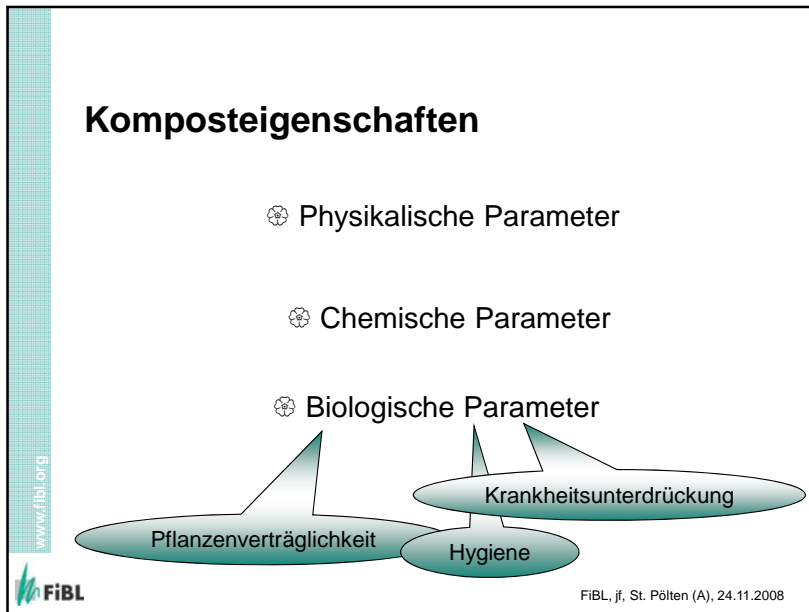 Komposteigenschaften
Physikalische Parameter
Chemische Parameter
Biologische Parameter
Krankheitsunterdrückung
Pflanzenverträglichkeit
Hygiene
www.fibl.org
FiBL
FiBL, jf, St. Pölten (A), 24.11.2008